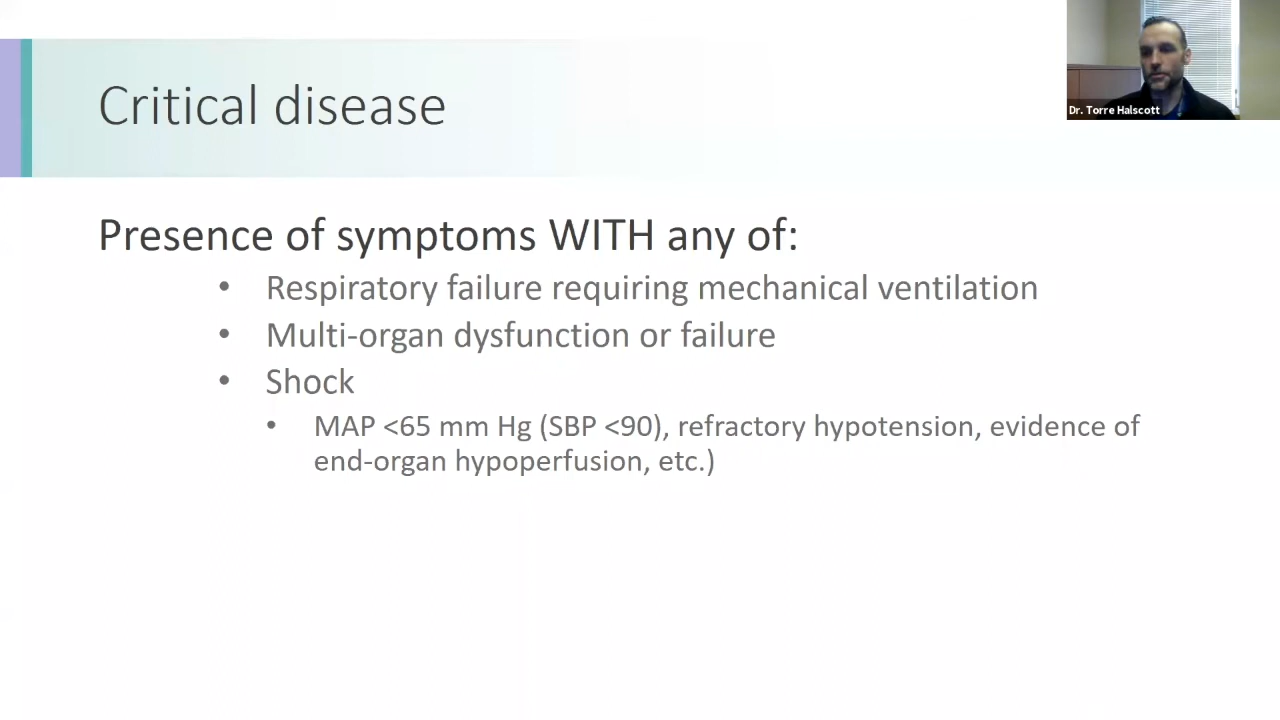 Critical disease
Dr. Torre Halscott
Presence of symptoms WITH any of:
• Respiratory failure requiring mechanical ventilation
• Multi-organ dysfunction or failure
• Shock
• MAP <65 mm Hg (SBP <90), refractory hypotension, evidence of
end-organ hypoperfusion, etc.)